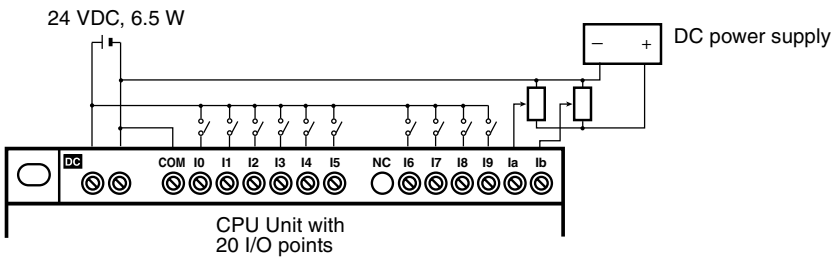 24 VDC, 6.5 W
− + DC power supply
DC COM I0 I1 I2 I3 I4 I5 NC I6 I7 I8 I9 Ia Ib
CPU Unit with
20 I/O points